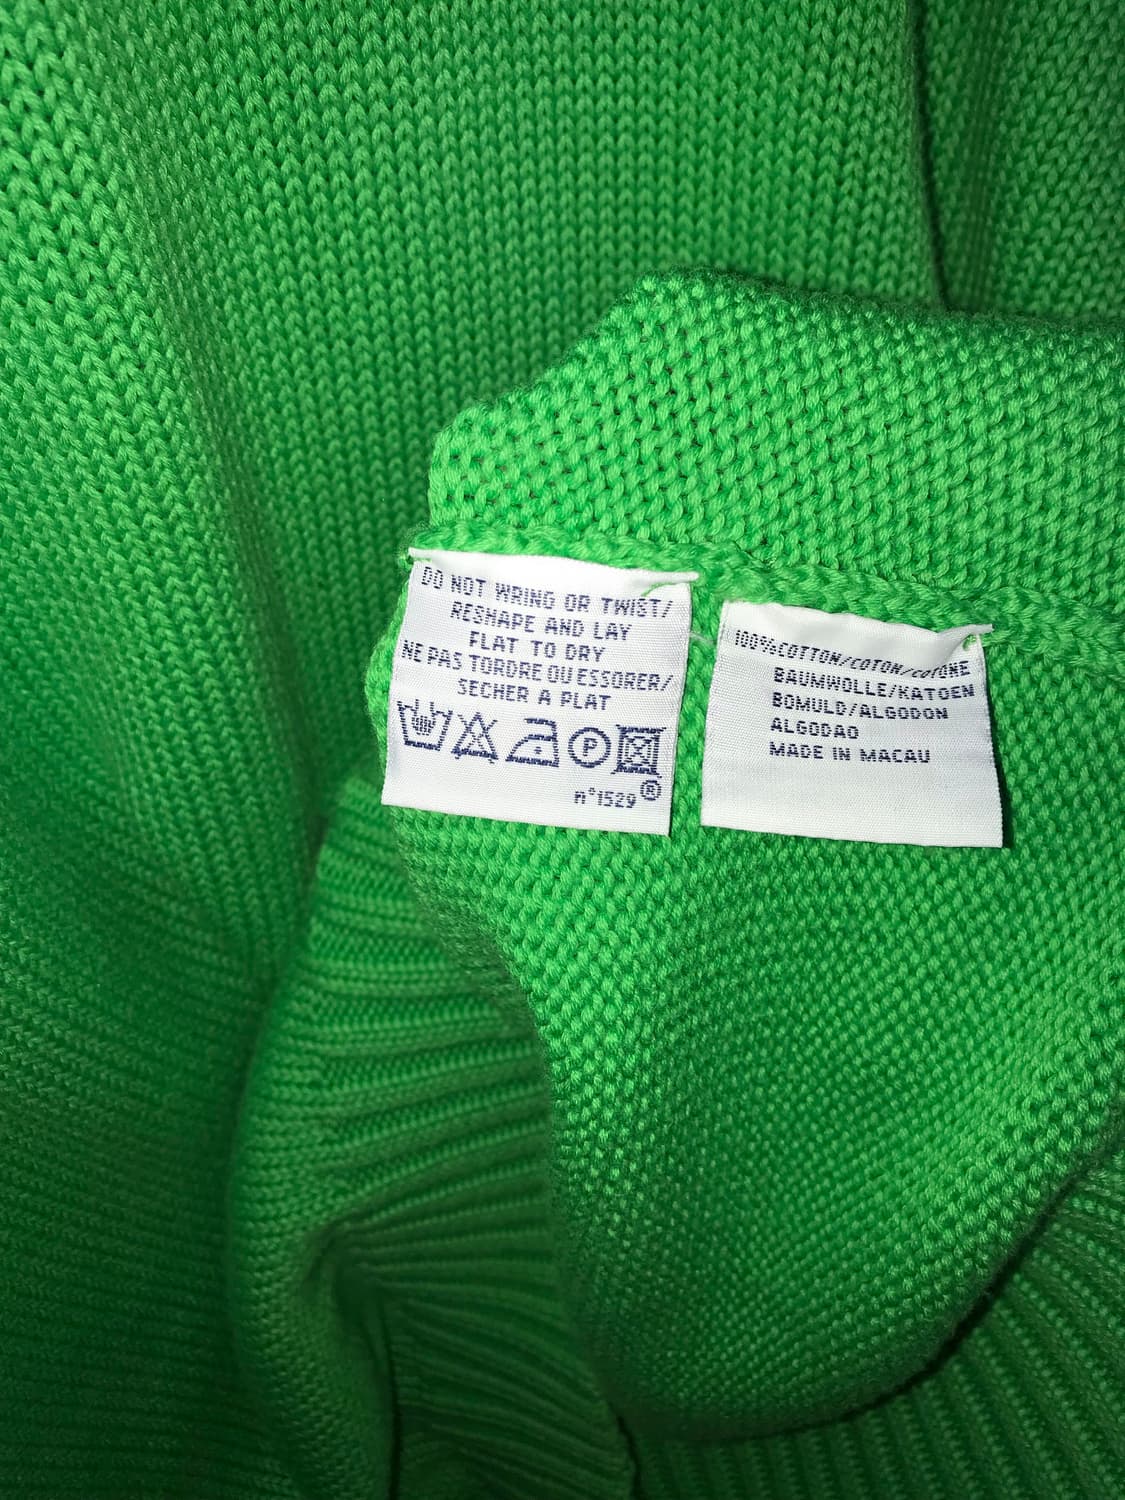 DO NOT WRING OR TWIST/
RESHAPE AND LAY
FLAT TO DRY
NE PAS TORDRE OU ESSORER/
SECHER A PLAT
P
n°1529®
100%COTTON/COTON/COTONE
BAUMWOLLE/KATOEN
BOMULD/ALGODON
ALGODAO
MADE IN MACAU